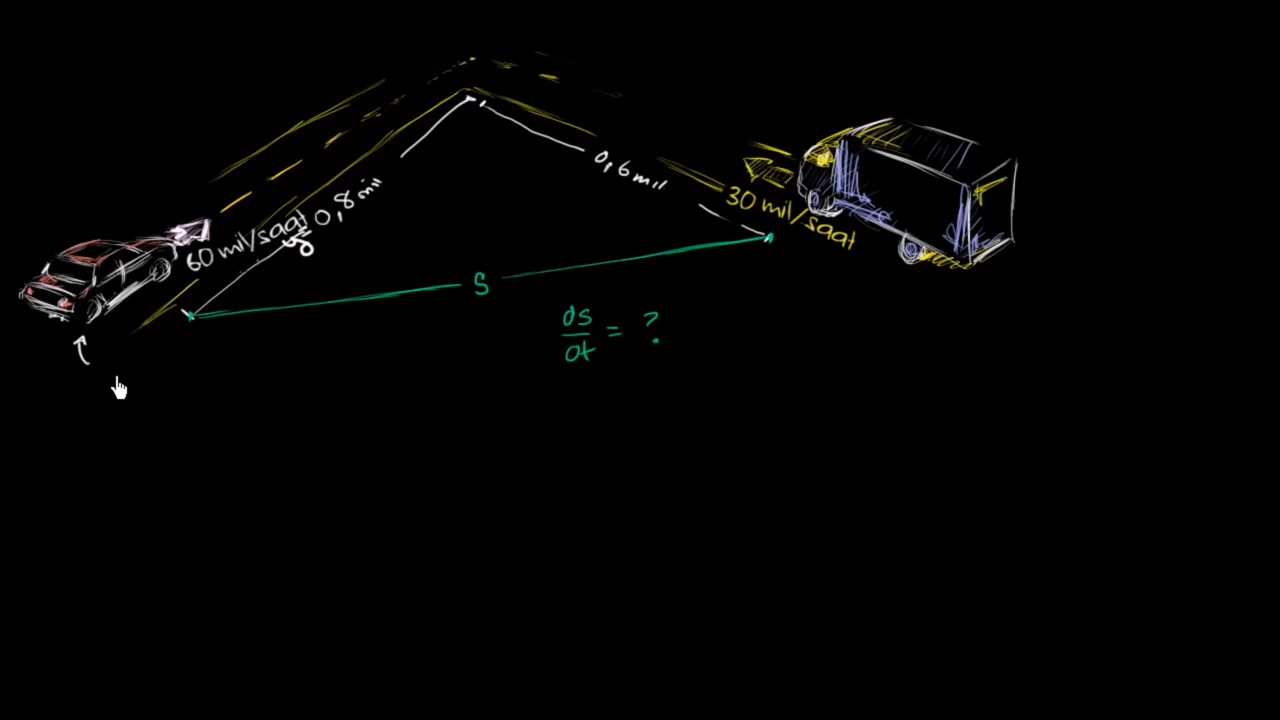 0,6 mil
30 mil/saat
60 mil/saat
0,8 mil
s
ds
dt
= ?